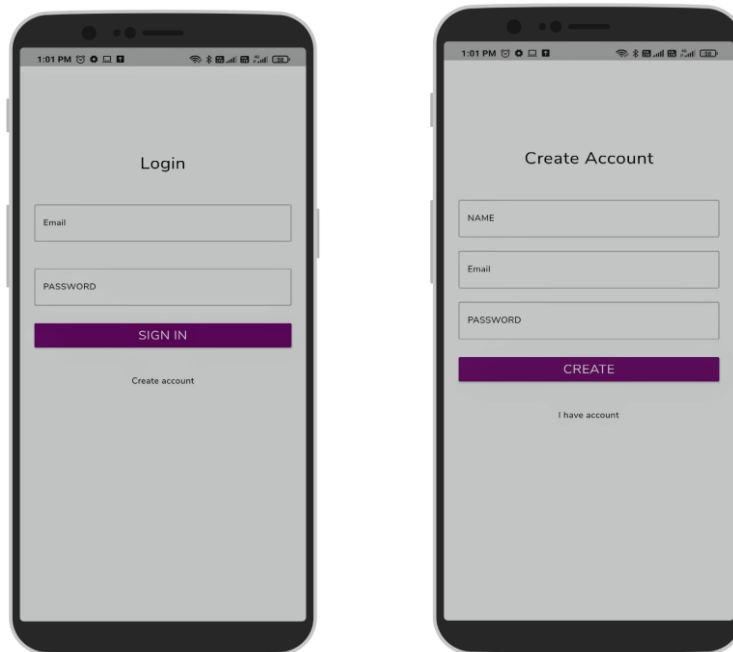 1:01 PM
Login
Email
PASSWORD
SIGN IN
Create account
1:01 PM
Create Account
NAME
Email
PASSWORD
CREATE
I have account